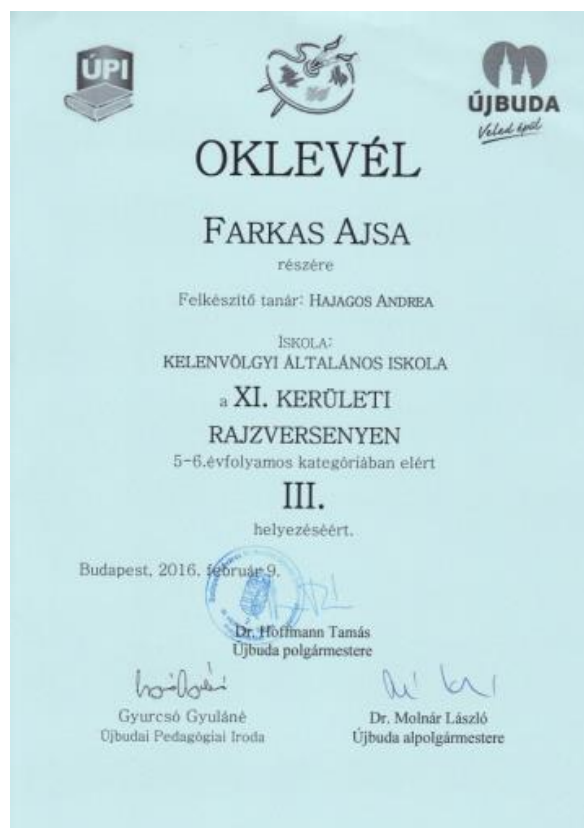 ÚPI
ÚJBUDA
Veled épül
OKLEVÉL
FARKAS AJSA
részére
Felkészítő tanár: HAJAGOS ANDREA
ISKOLA:
KELENVÖLGYI ÁLTALÁNOS ISKOLA
a XI. KERÜLETI
RAJZVERSENYEN
5-6.évfolyamos kategóriában elért
III.
helyezéséért.
Budapest, 2016. február 9.
Dr. Hoffmann Tamás
Újbuda polgármestere
Gyurcsó Gyuláné
Újbudai Pedagógiai Iroda
Dr. Molnár László
Újbuda alpolgármestere